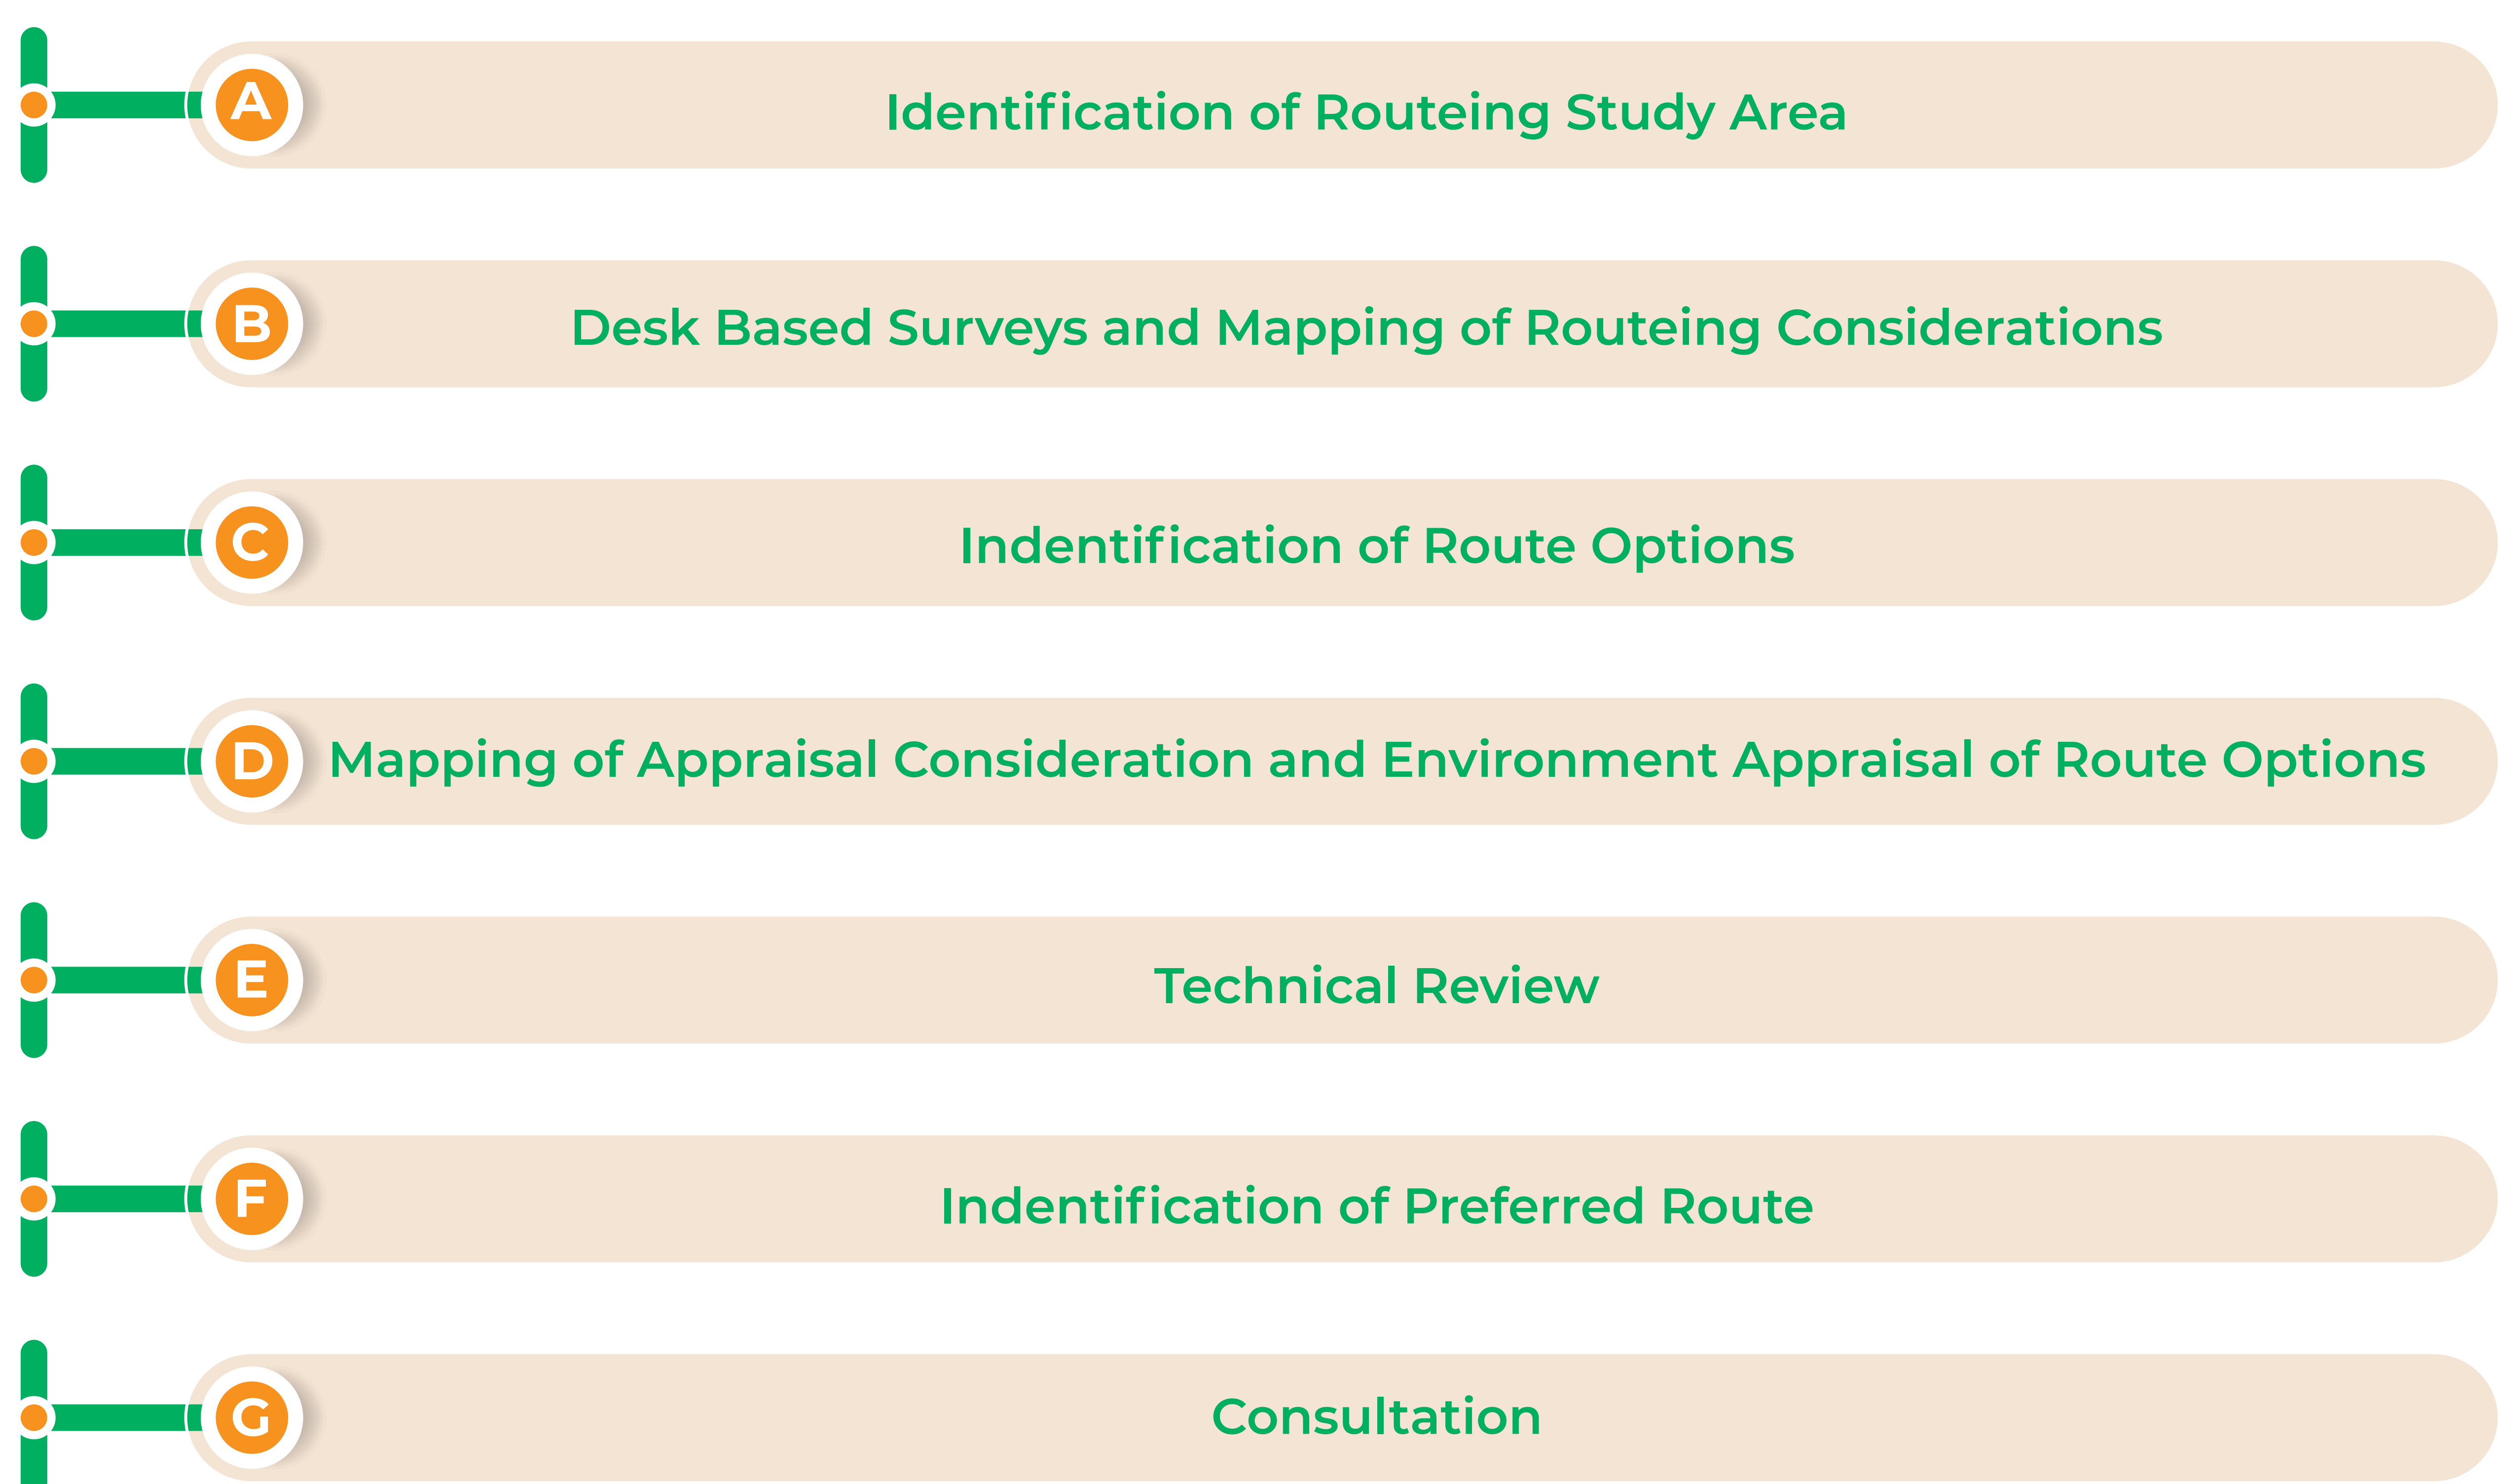 A Identification of Routeing Study Area
B Desk Based Surveys and Mapping of Routeing Considerations
C Indentification of Route Options
D Mapping of Appraisal Consideration and Environment Appraisal of Route Options
E Technical Review
F Indentification of Preferred Route
G Consultation